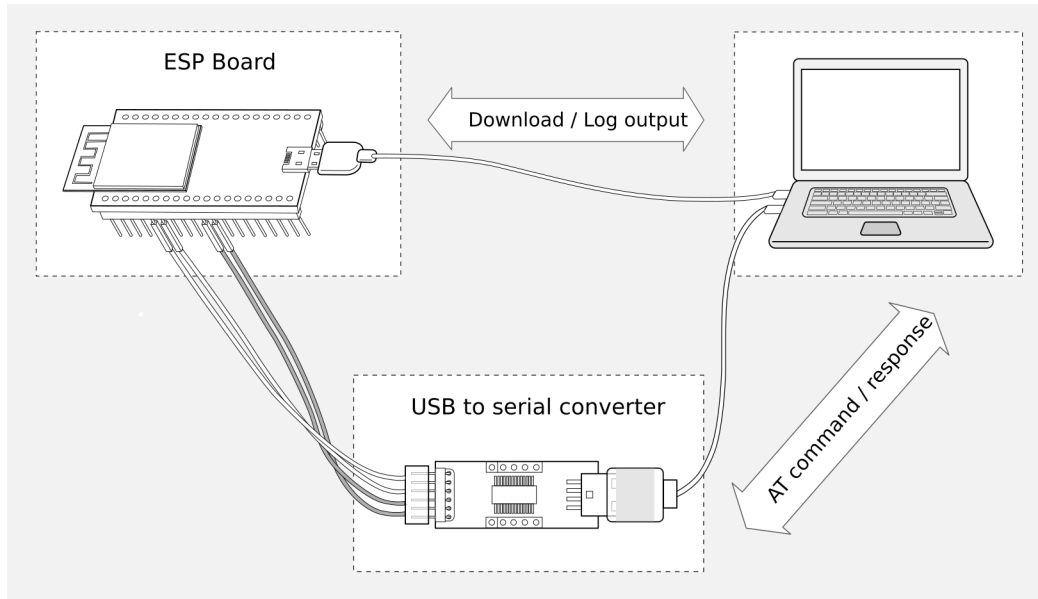 ESP Board
Download / Log output
USB to serial converter
AT command / response